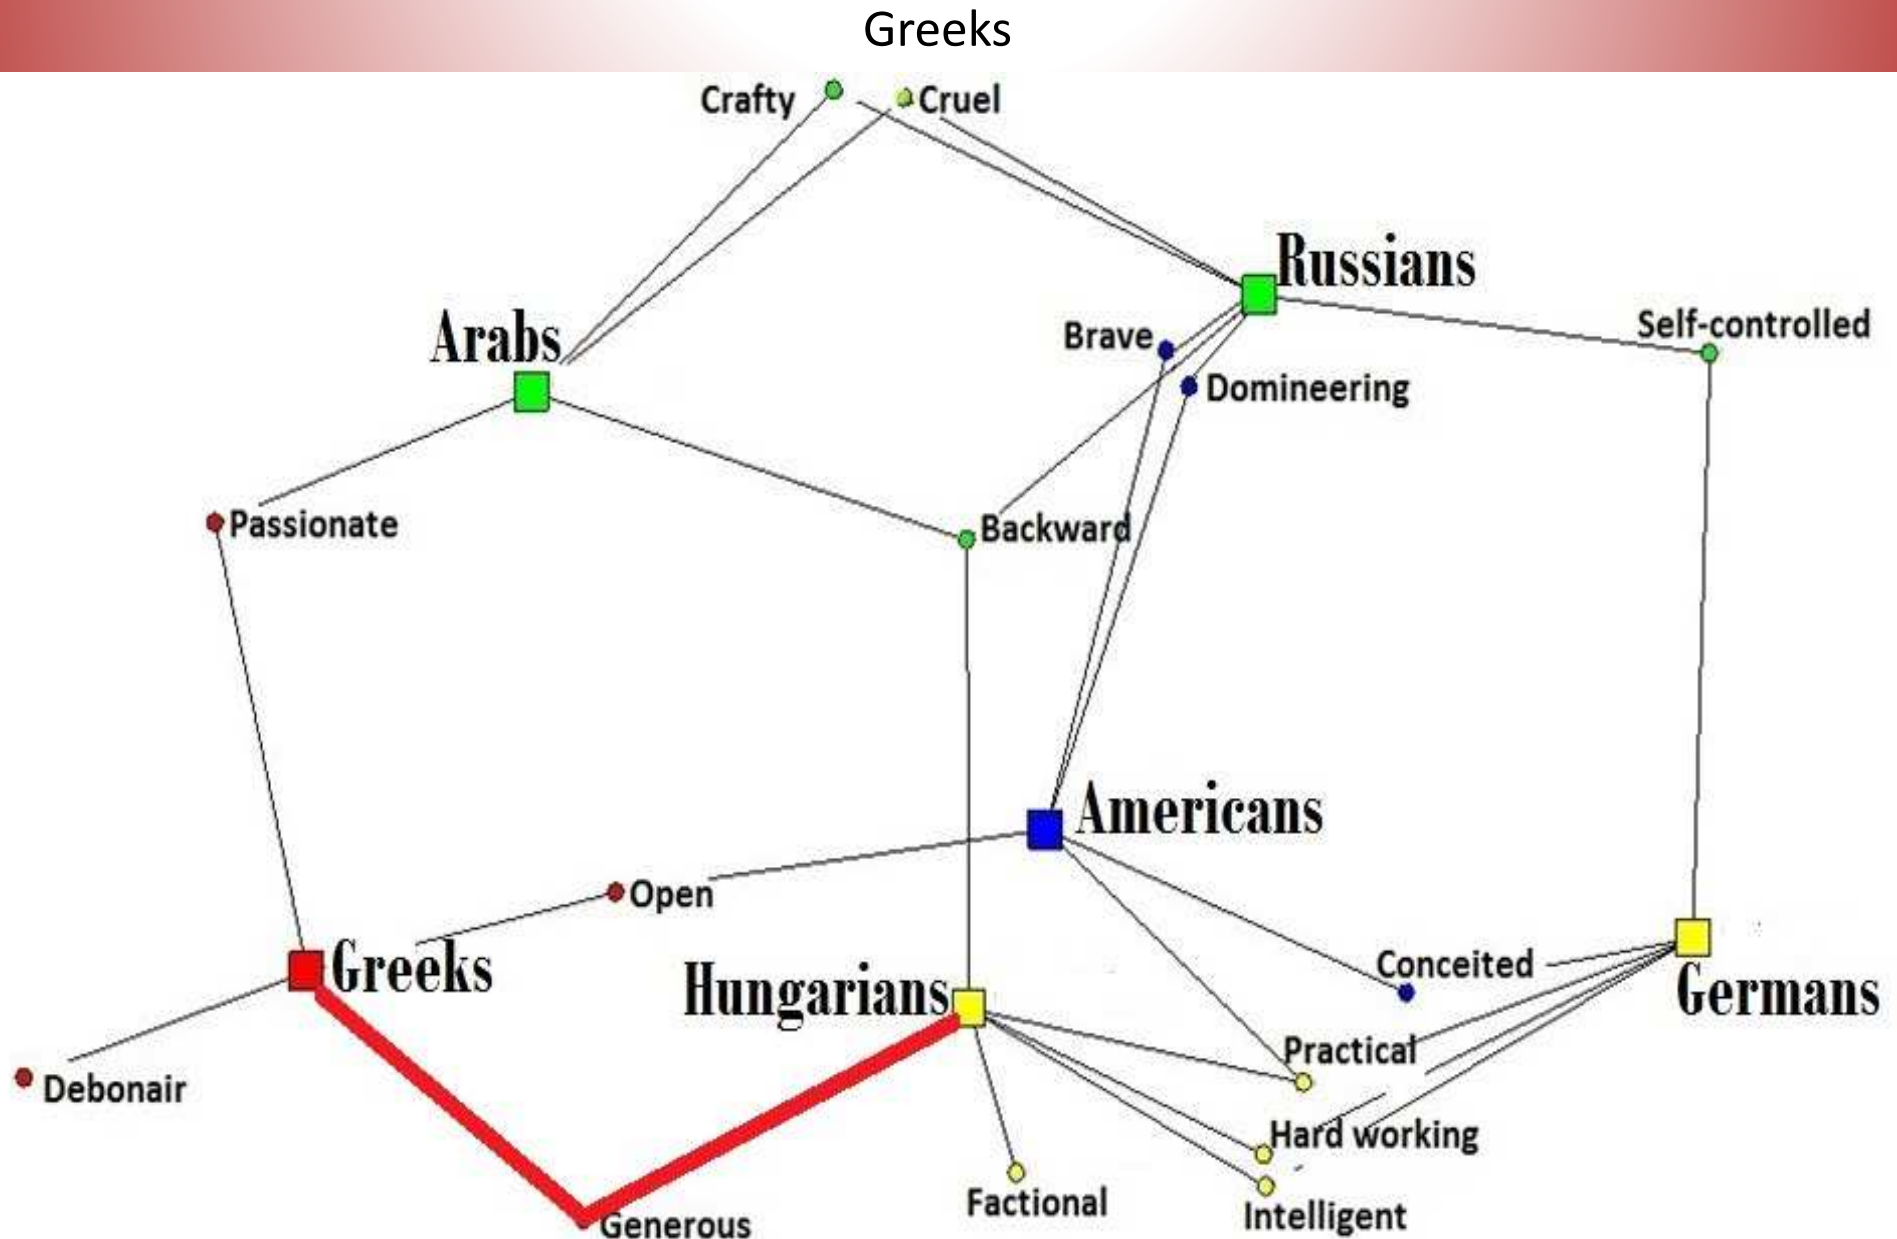 Greeks
Crafty
Cruel
Russians
Arabs
Brave
Self-controlled
Domineering
Passionate
Backward
Americans
Open
Greeks
Hungarians
Conceited
Germans
Practical
Debonair
Hard working
Factional
Intelligent
Generous